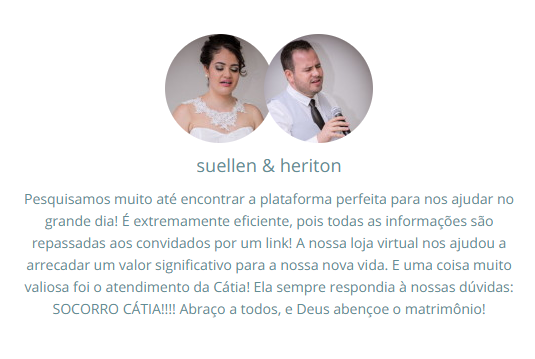 suellen & heriton
Pesquisamos muito até encontrar a plataforma perfeita para nos ajudar no
grande dia! É extremamente eficiente, pois todas as informações são
repassadas aos convidados por um link! A nossa loja virtual nos ajudou a
arrecadar um valor significativo para a nossa nova vida. E uma coisa muito
valiosa foi o atendimento da Cátia! Ela sempre respondia à nossas dúvidas:
SOCORRO CÁTIA!!!! Abraço a todos, e Deus abençoe o matrimônio!